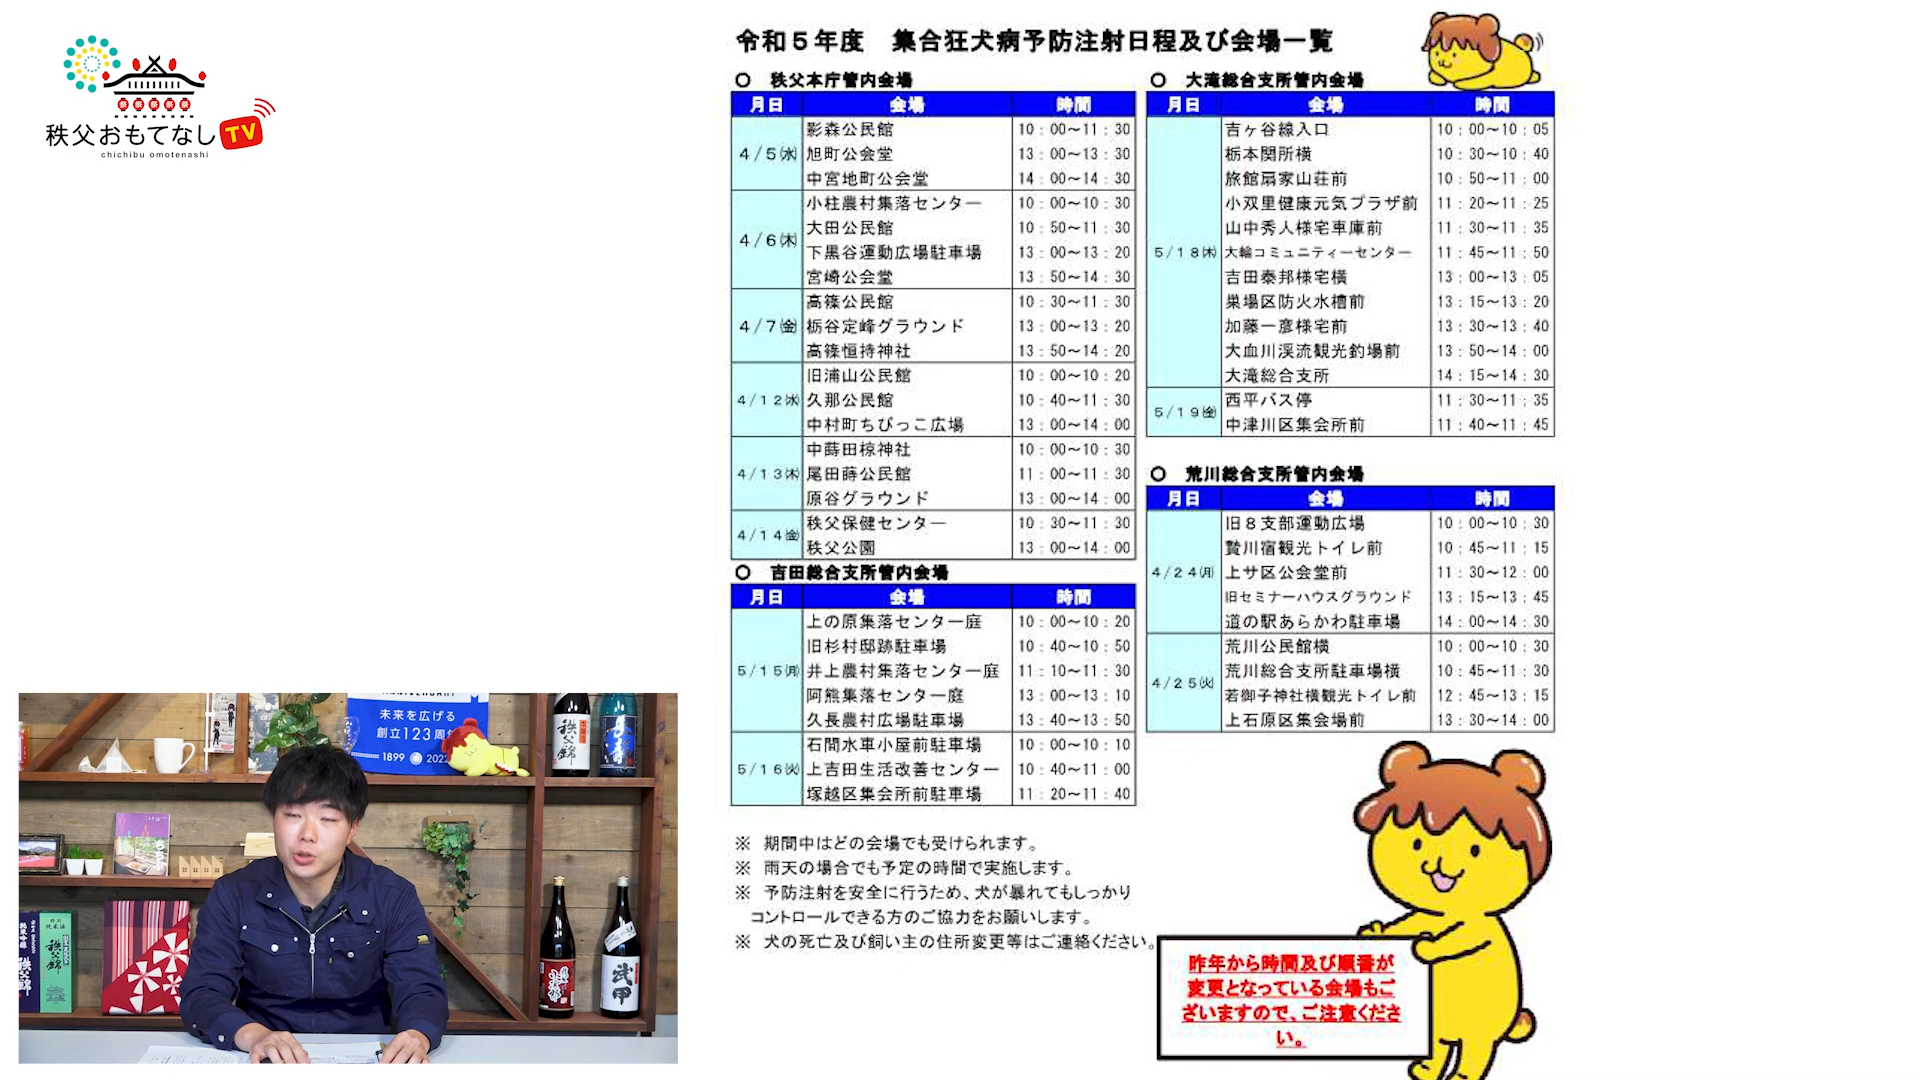 秩父おもてなし TV
chichibu omotenashi
令和５年度　集合狂犬病予防注射日程及び会場一覧
○　秩父本庁管内会場
月日 会場 時間
４/５㈬ 影森公民館 10：00～11：30
旭町公会堂 13：00～13：30
中宮地町公会堂 14：00～14：30
４/６㈭ 小柱農村集落センター 10：00～10：30
大田公民館 10：50～11：30
下黒谷運動広場駐車場 13：00～13：20
宮崎公会堂 13：50～14：30
４/７㈮ 高篠公民館 10：30～11：30
栃谷定峰グラウンド 13：00～13：20
高篠恒持神社 13：50～14：20
４/１２㈬ 旧浦山公民館 10：00～10：20
久那公民館 10：40～11：30
中村町ちびっこ広場 13：00～14：00
４/１３㈭ 中蒔田椋神社 10：00～10：30
尾田蒔公民館 11：00～11：30
原谷グラウンド 13：00～14：00
４/１４㈮ 秩父保健センター 10：30～11：30
秩父公園 13：00～14：00
○　吉田総合支所管内会場
月日 会場 時間
５/１５㈪ 上の原集落センター庭 10：00～10：20
旧杉村邸跡駐車場 10：40～10：50
井上農村集落センター庭 11：10～11：30
阿熊集落センター庭 13：00～13：10
久長農村広場駐車場 13：40～13：50
５/１６㈫ 石間水車小屋前駐車場 10：00～10：10
上吉田生活改善センター 10：40～11：00
塚越区集会所前駐車場 11：20～11：40
※　期間中はどの会場でも受けられます。
※　雨天の場合でも予定の時間で実施します。
※　予防注射を安全に行うため、犬が暴れてもしっかり
コントロールできる方のご協力をお願いします。
※　犬の死亡及び飼い主の住所変更等はご連絡ください。
○　大滝総合支所管内会場
月日 会場 時間
５/１８㈭ 吉ヶ谷線入口 10：00～10：05
栃本関所横 10：30～10：40
旅館扇家山荘前 10：50～11：00
小双里健康元気プラザ前 11：20～11：25
山中秀人様宅車庫前 11：30～11：35
大輪コミュニティーセンター 11：45～11：50
吉田泰邦様宅横 13：00～13：05
巣場区防火水槽前 13：15～13：20
加藤一彦様宅前 13：30～13：40
大血川渓流観光釣場前 13：50～14：00
大滝総合支所 14：15～14：30
５/１９㈮ 西平バス停 11：30～11：35
中津川区集会所前 11：40～11：45
○　荒川総合支所管内会場
月日 会場 時間
４/２４㈪ 旧８支部運動広場 10：00～10：30
贄川宿観光トイレ前 10：45～11：15
上サ区公会堂前 11：30～12：00
旧セミナーハウスグラウンド 13：15～13：45
道の駅あらかわ駐車場 14：00～14：30
４/２５㈫ 荒川公民館横 10：00～10：30
荒川総合支所駐車場横 10：45～11：30
若御子神社横観光トイレ前 12：45～13：15
上石原区集会場前 13：30～14：00
昨年から時間及び順番が
変更となっている会場もご
ざいますので、ご注意くださ
い。
未来を広げる
創立123周
1899 2022
秩父錦
武甲
純米吟醸
秩父錦